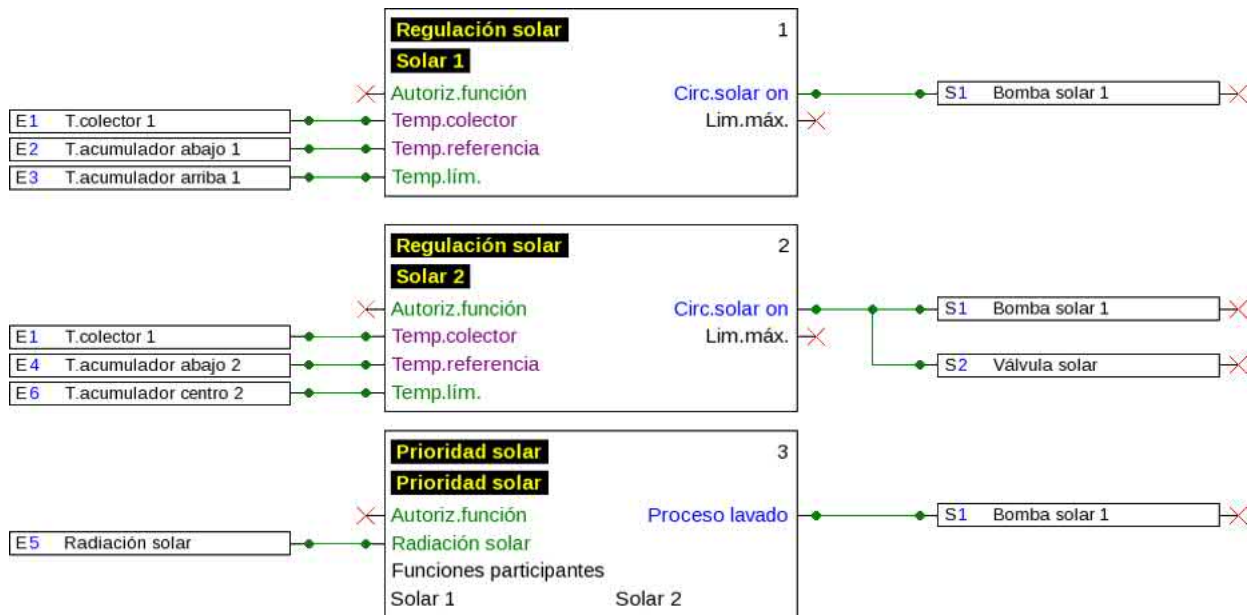 Regulación solar 1
Solar 1
Autoriz.función Circ.solar on S1 Bomba solar 1
E1 T.colector 1 Temp.colector Lim.máx.
E2 T.acumulador abajo 1 Temp.referencia
E3 T.acumulador arriba 1 Temp.lím.
Regulación solar 2
Solar 2
Autoriz.función Circ.solar on S1 Bomba solar 1
E1 T.colector 1 Temp.colector Lim.máx.
E4 T.acumulador abajo 2 Temp.referencia S2 Válvula solar
E6 T.acumulador centro 2 Temp.lím.
Prioridad solar 3
Prioridad solar
Autoriz.función Proceso lavado S1 Bomba solar 1
E5 Radiación solar Radiación solar
Funciones participantes
Solar 1 Solar 2